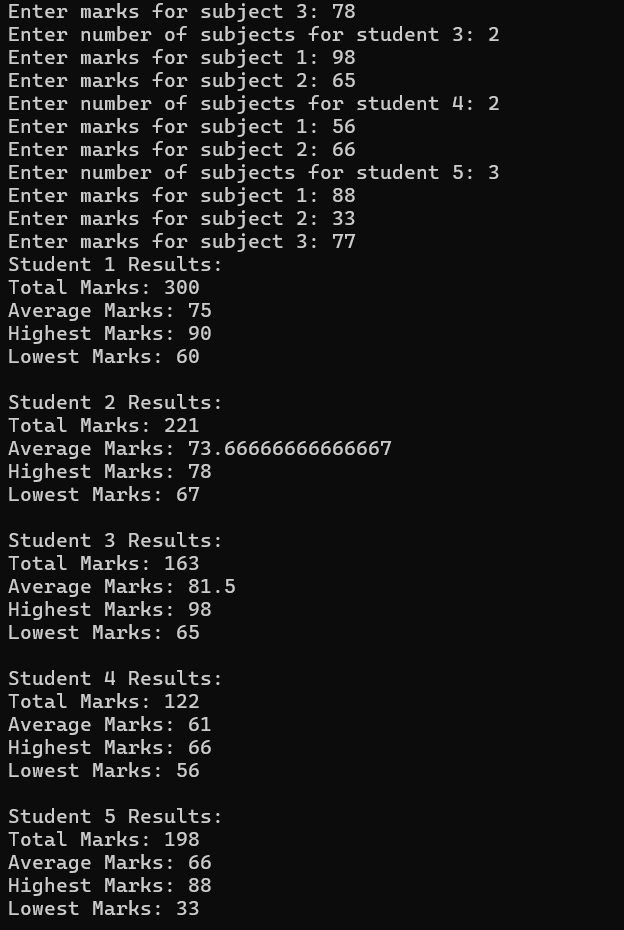 Enter marks for subject 3: 78
Enter number of subjects for student 3: 2
Enter marks for subject 1: 98
Enter marks for subject 2: 65
Enter number of subjects for student 4: 2
Enter marks for subject 1: 56
Enter marks for subject 2: 66
Enter number of subjects for student 5: 3
Enter marks for subject 1: 88
Enter marks for subject 2: 33
Enter marks for subject 3: 77
Student 1 Results:
Total Marks: 300
Average Marks: 75
Highest Marks: 90
Lowest Marks: 60

Student 2 Results:
Total Marks: 221
Average Marks: 73.66666666666667
Highest Marks: 78
Lowest Marks: 67

Student 3 Results:
Total Marks: 163
Average Marks: 81.5
Highest Marks: 98
Lowest Marks: 65

Student 4 Results:
Total Marks: 122
Average Marks: 61
Highest Marks: 66
Lowest Marks: 56

Student 5 Results:
Total Marks: 198
Average Marks: 66
Highest Marks: 88
Lowest Marks: 33